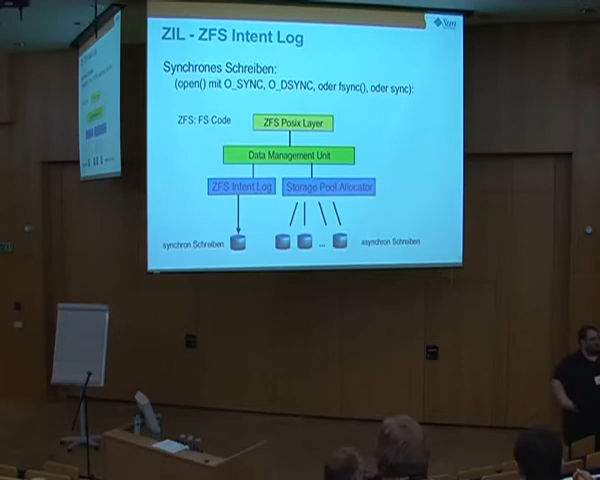 Sun
ZIL - ZFS Intent Log
Synchrones Schreiben:
(open() mit O_SYNC, O_DSYNC, oder fsync(), oder sync):
ZFS: FS Code
ZFS Posix Layer
Data Management Unit
ZFS Intent Log
Storage Pool Allocator
synchron Schreiben
...
asynchron Schreiben